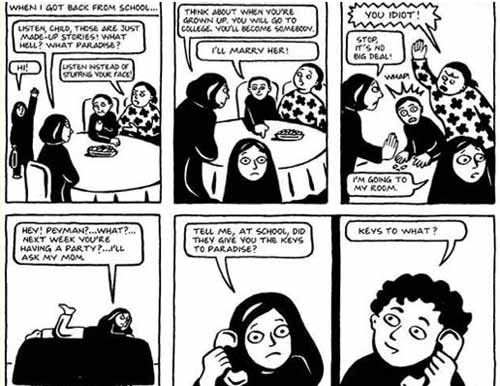 WHEN I GOT BACK FROM SCHOOL...
LISTEN, CHILD, THOSE ARE JUST
MADE-UP STORIES! WHAT
HELL? WHAT PARADISE?
HI!
LISTEN INSTEAD OF
STUFFING YOUR FACE!
THINK ABOUT WHEN YOU'RE
GROWN UP. YOU WILL GO TO
COLLEGE. YOU'LL BECOME SOMEBODY.
I'LL MARRY HER!
YOU IDIOT!
STOP,
IT'S NO
BIG DEAL!
WHAP!
I'M GOING TO
MY ROOM.
HEY! PEYMAN?...WHAT?...
NEXT WEEK YOU'RE
HAVING A PARTY?...I'LL
ASK MY MOM.
TELL ME, AT SCHOOL, DID
THEY GIVE YOU THE KEYS
TO PARADISE?
KEYS TO WHAT?